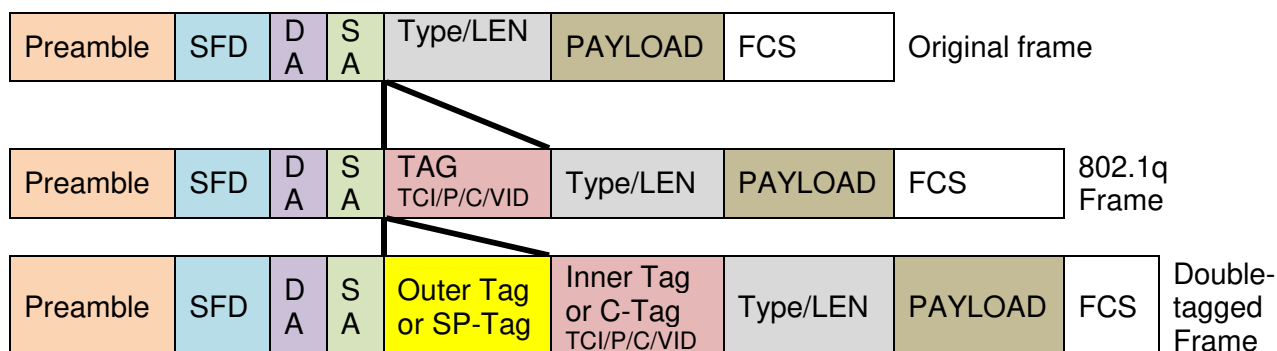 Preamble SFD D A S A Type/LEN PAYLOAD FCS Original frame
Preamble SFD D A S A TAG TCI/P/C/VID Type/LEN PAYLOAD FCS 802.1q Frame
Preamble SFD D A S A Outer Tag or SP-Tag Inner Tag or C-Tag TCI/P/C/VID Type/LEN PAYLOAD FCS Double-tagged Frame